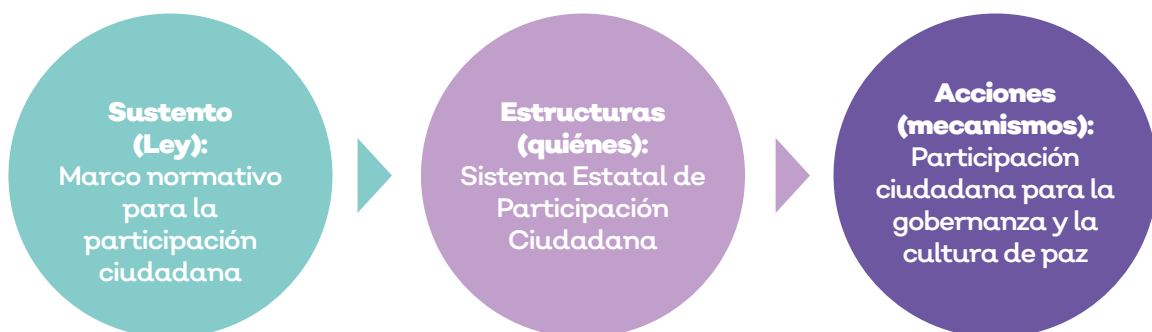 Sustento
(Ley):
Marco normativo
para la
participación
ciudadana
Estructuras
(quiénes):
Sistema Estatal de
Participación
Ciudadana
Acciones
(mecanismos):
Participación
ciudadana para la
gobernanza y la
cultura de paz